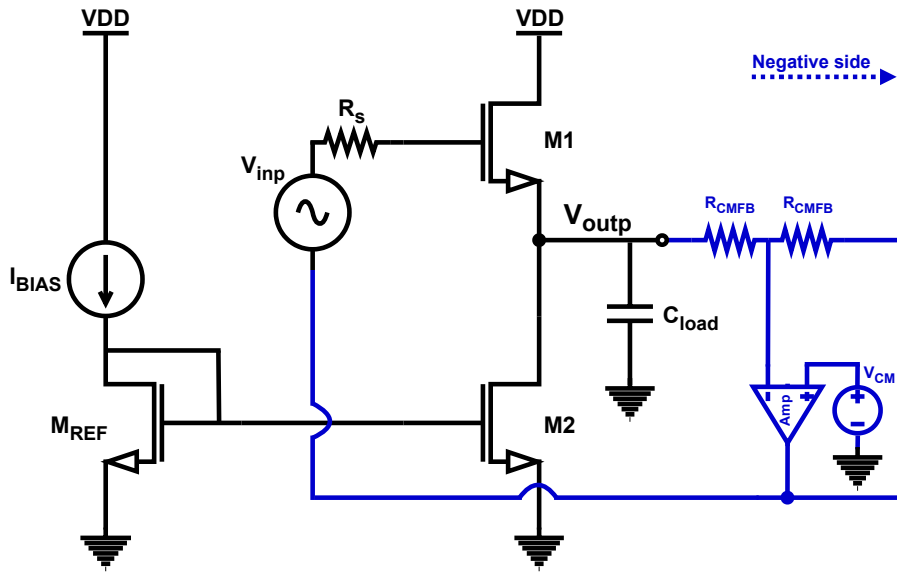 VDD
VDD
Negative side
Rs
M1
Vinp
RCMFB
RCMFB
Voutp
IBIAS
Cload
VCM
Amp
MREF
M2